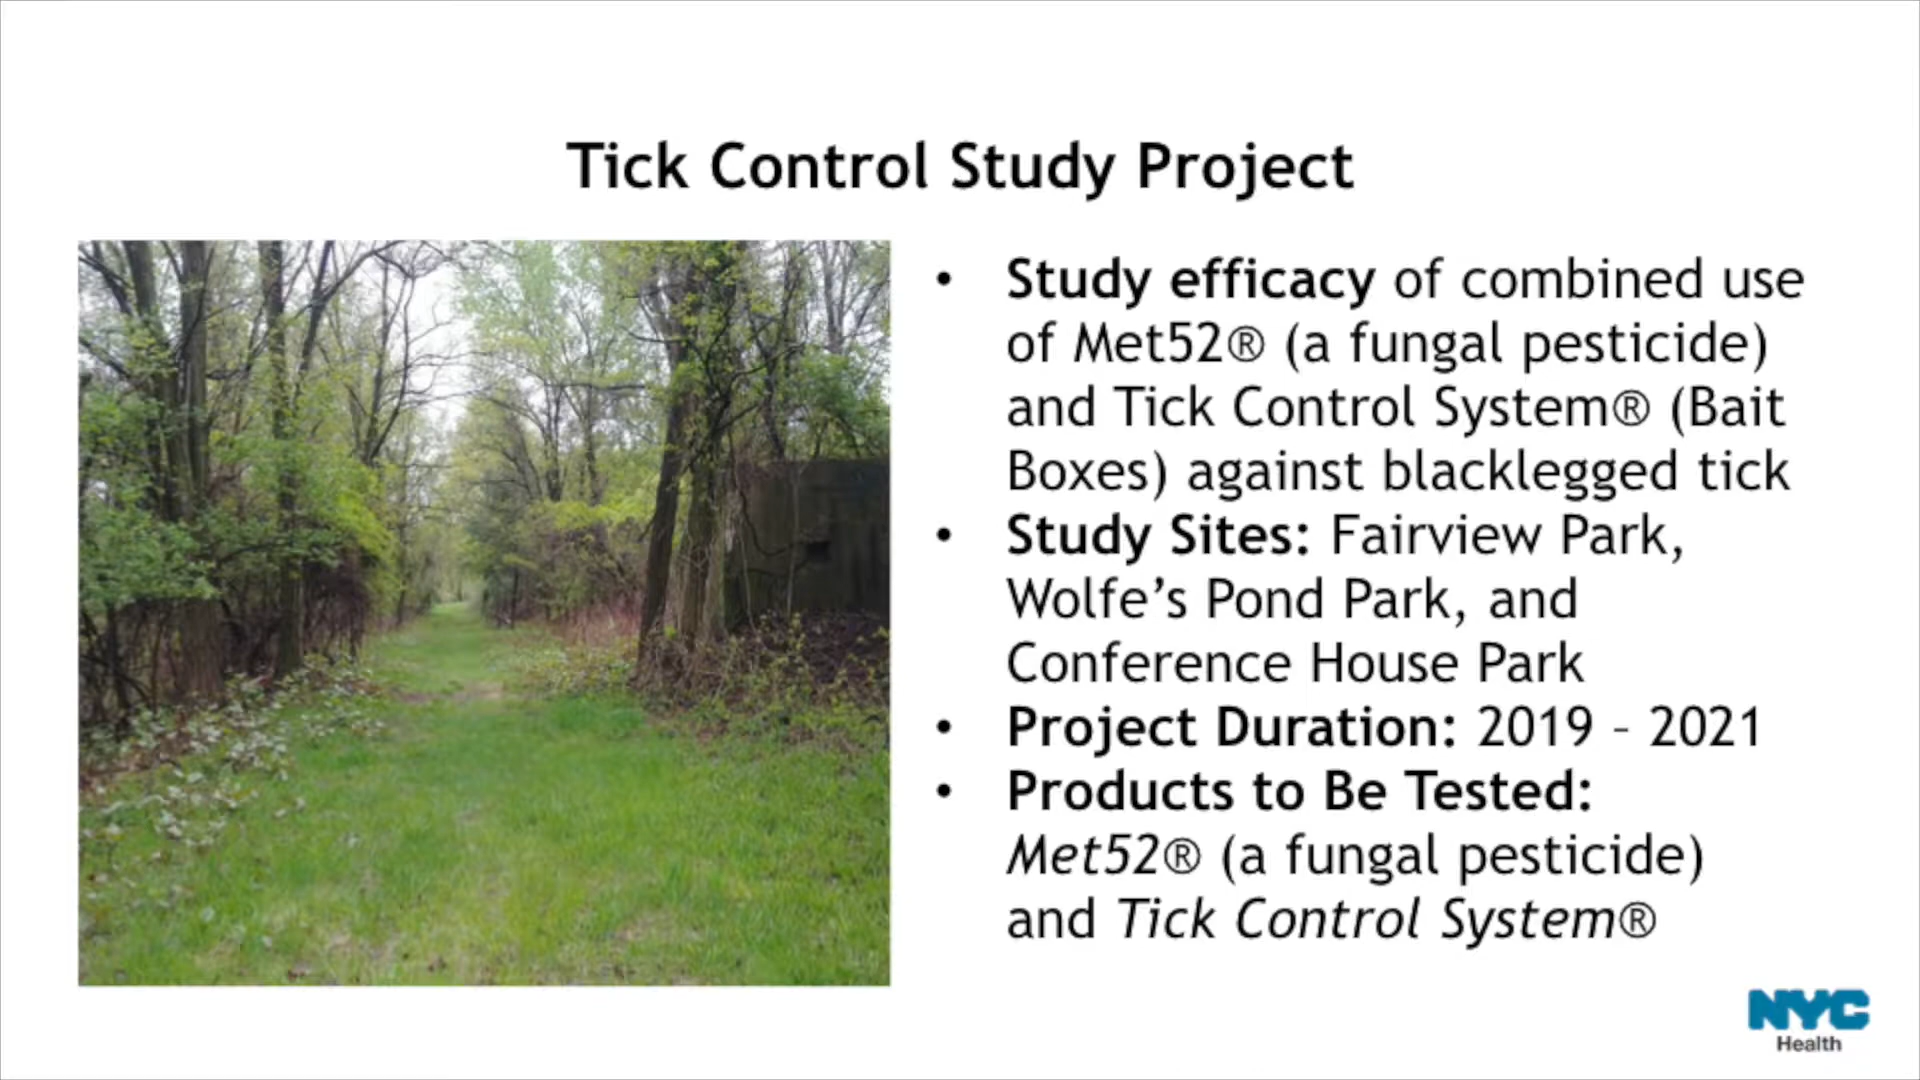 Tick Control Study Project
• Study efficacy of combined use
of Met52® (a fungal pesticide)
and Tick Control System® (Bait
Boxes) against blacklegged tick
• Study Sites: Fairview Park,
Wolfe’s Pond Park, and
Conference House Park
• Project Duration: 2019 – 2021
• Products to Be Tested:
Met52® (a fungal pesticide)
and Tick Control System®
NYC
Health